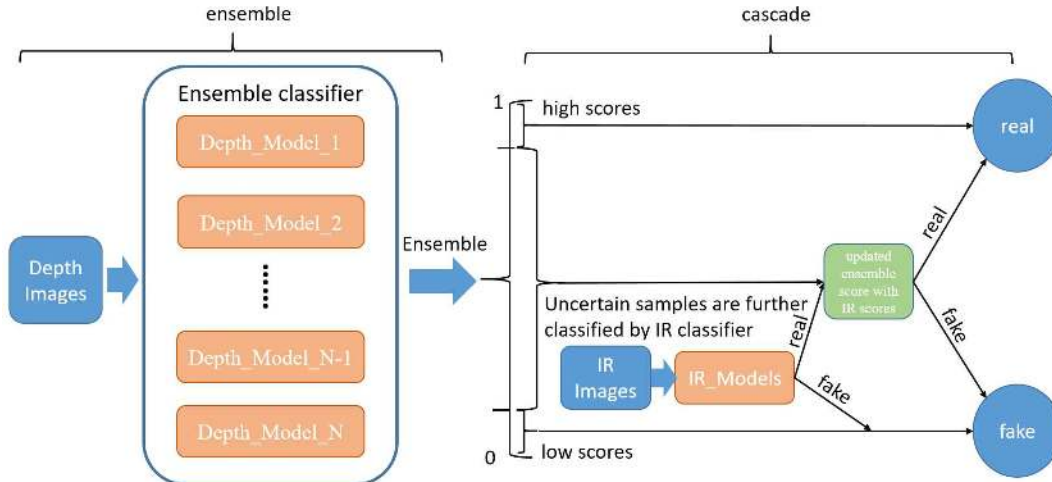 ensemble
cascade
Ensemble classifier
Depth_Model_1
Depth_Model_2
Depth_Model_N-1
Depth_Model_N
Depth
Images
Ensemble
1
high scores
real
updated
ensemble
score with
IR scores
real
fake
Uncertain samples are further
classified by IR classifier
real
IR
Images
IR_Models
fake
fake
0
low scores